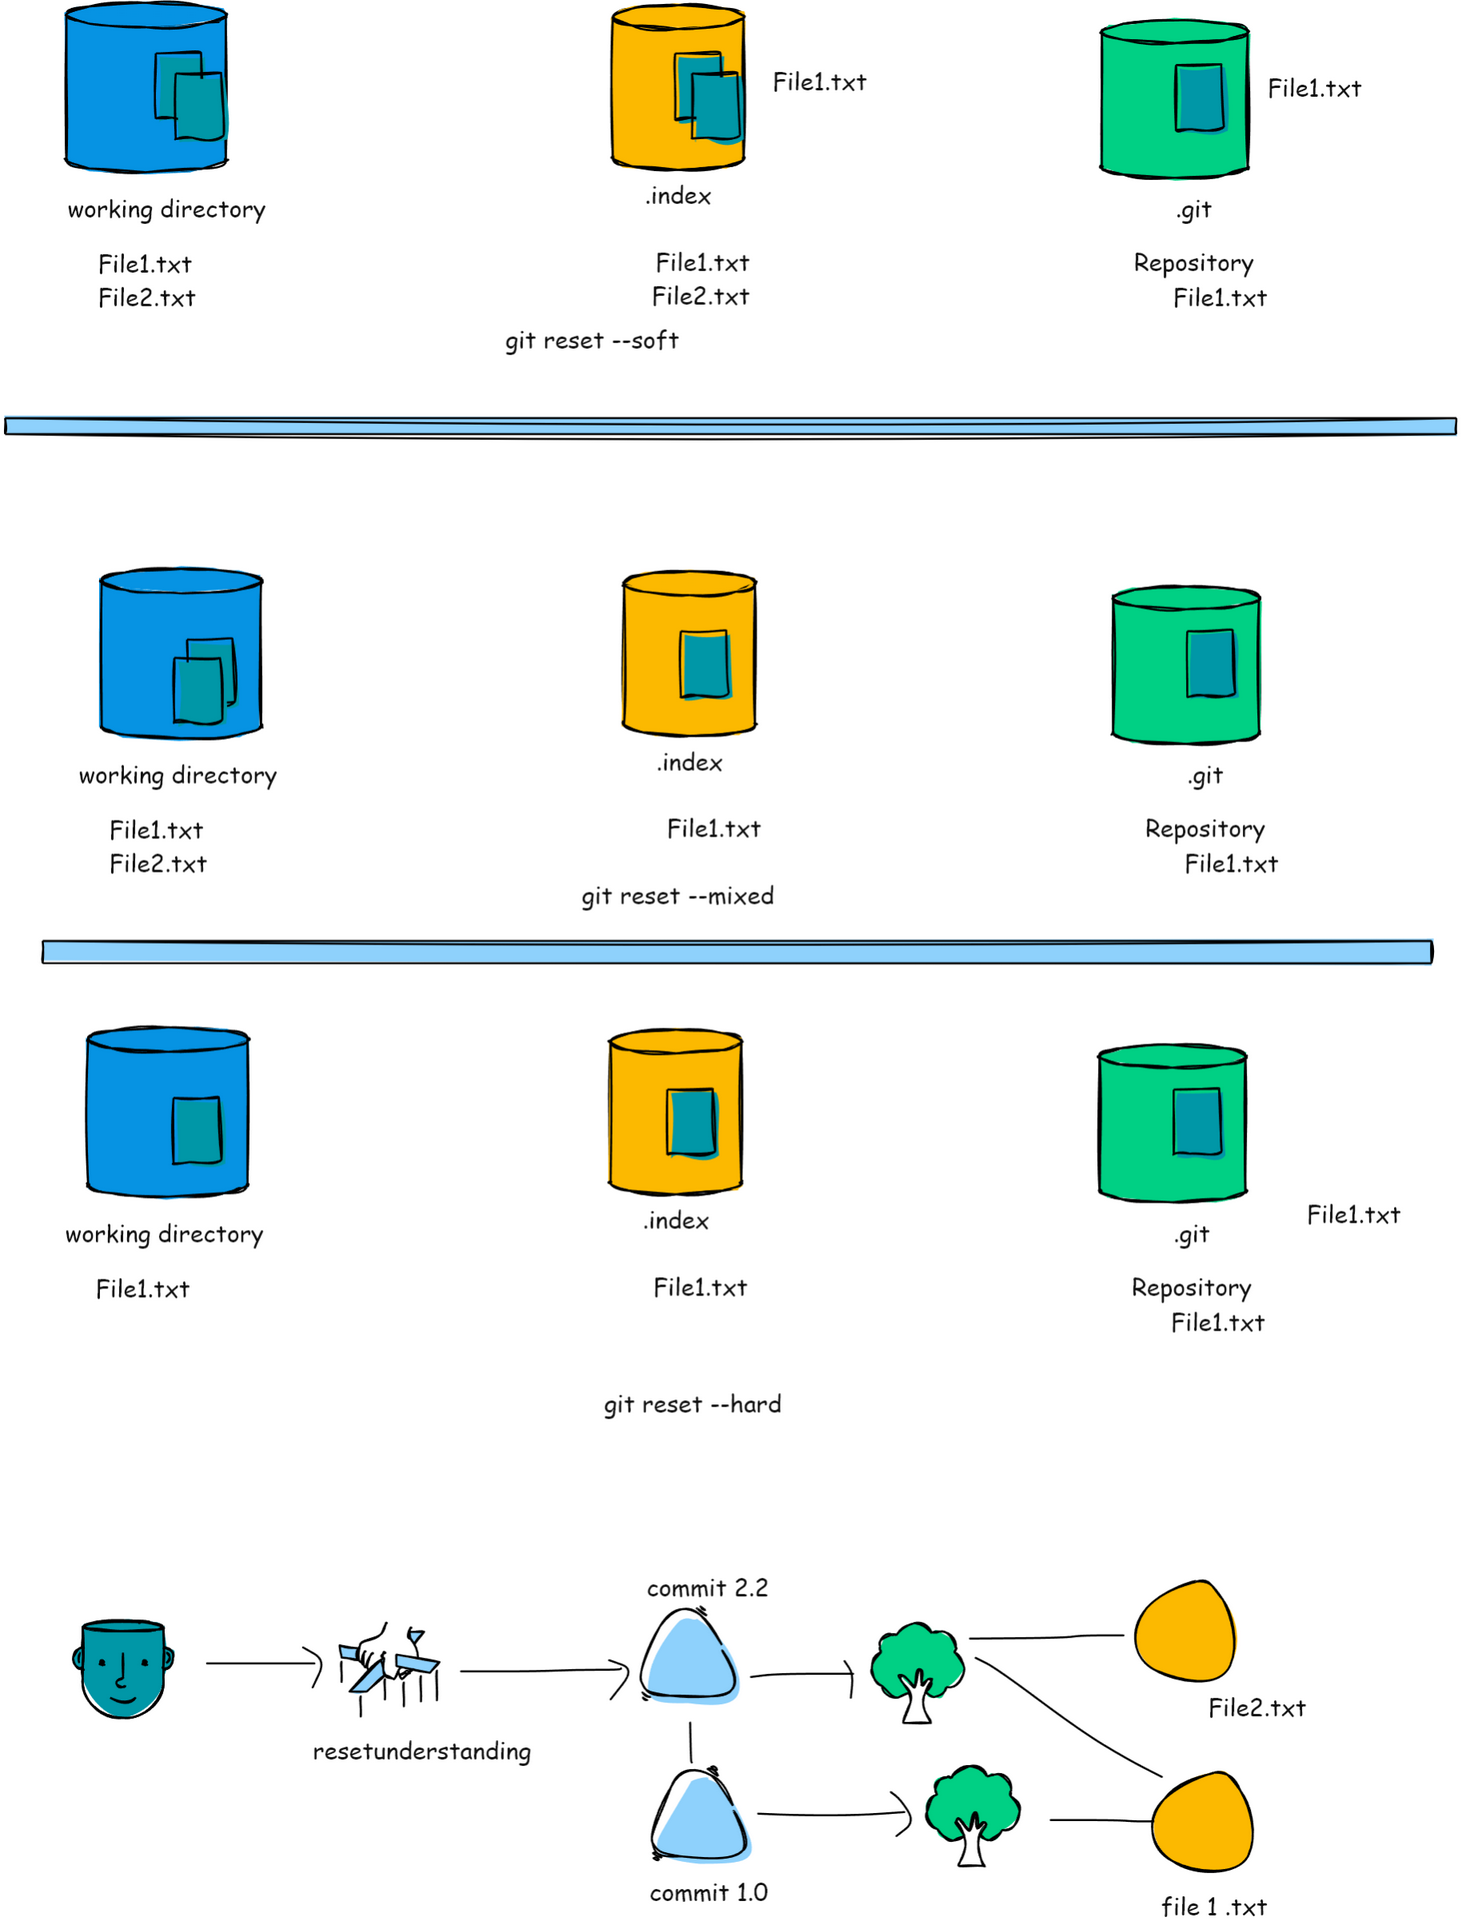 File1.txt
File1.txt
working directory
.index
.git
File1.txt
File2.txt
File1.txt
File2.txt
Repository
File1.txt
git reset --soft
working directory
.index
.git
File1.txt
File2.txt
File1.txt
Repository
File1.txt
git reset --mixed
working directory
.index
.git
File1.txt
File1.txt
File1.txt
Repository
File1.txt
git reset --hard
commit 2.2
File2.txt
resetunderstanding
commit 1.0
file 1 .txt